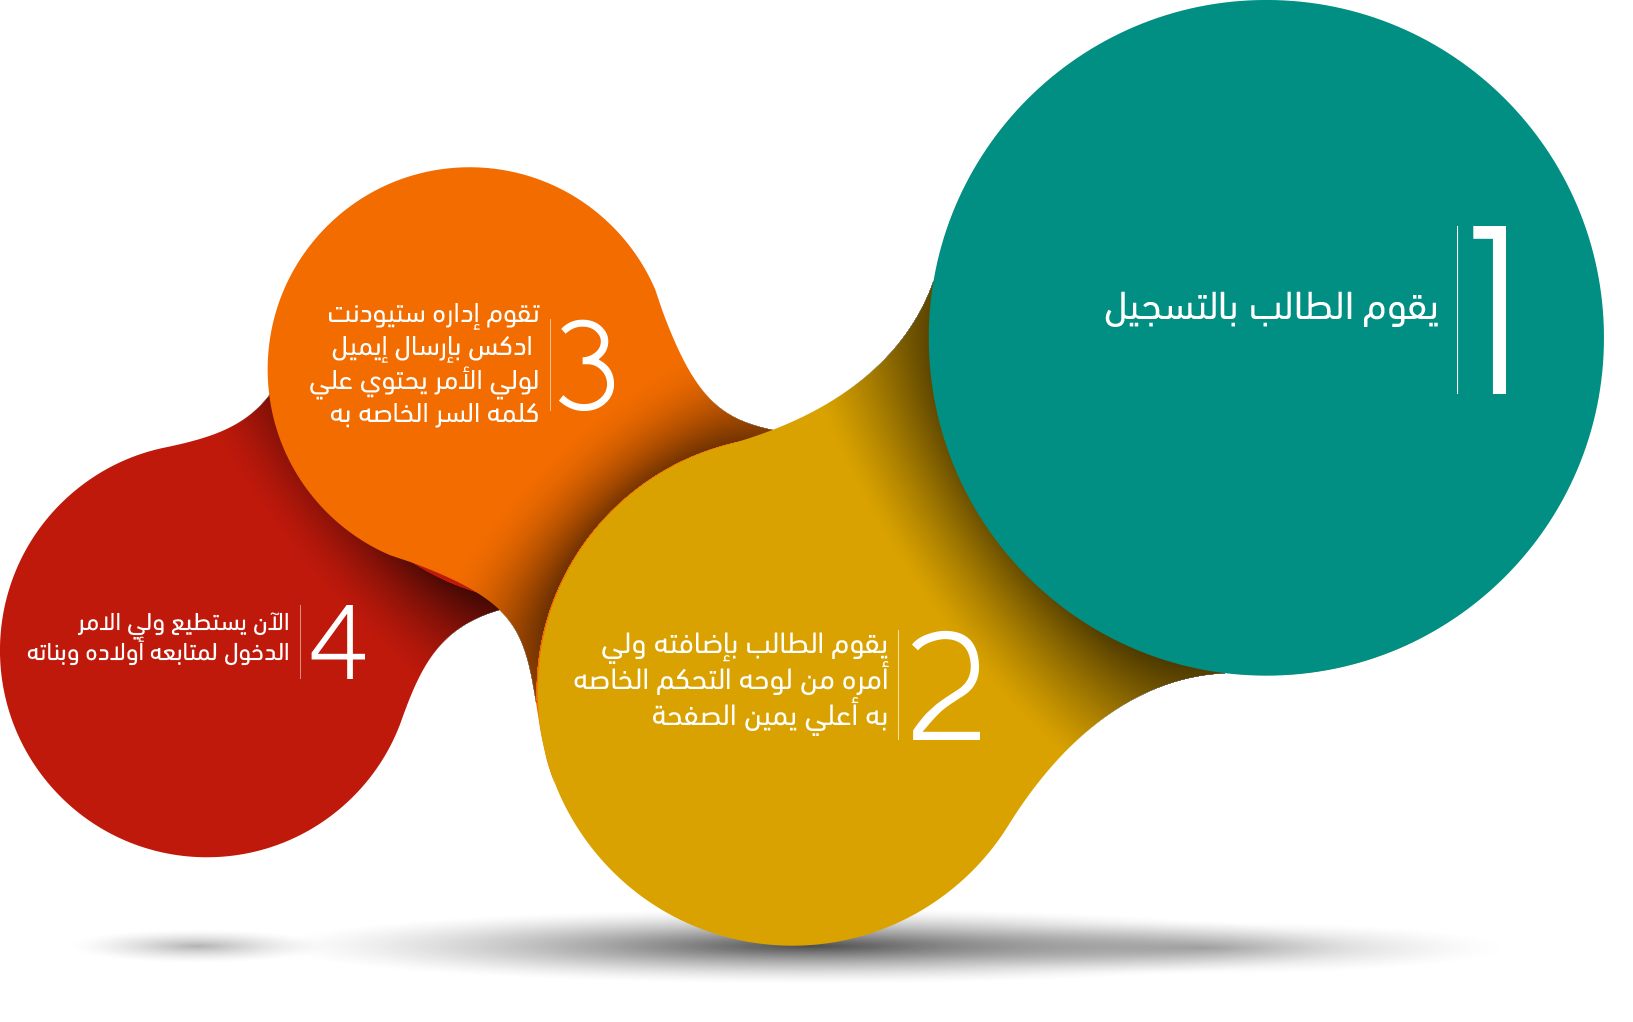 1
يقوم الطالب بالتسجيل
2
يقوم الطالب بإضافته ولي
أمره من لوحه التحكم الخاصه
به أعلي يمين الصفحة
3
تقوم إداره ستيودنت
ادكس بإرسال إيميل
لولي الأمر يحتوي علي
كلمه السر الخاصه به
4
الآن يستطيع ولي الامر
الدخول لمتابعه أولاده وبناته